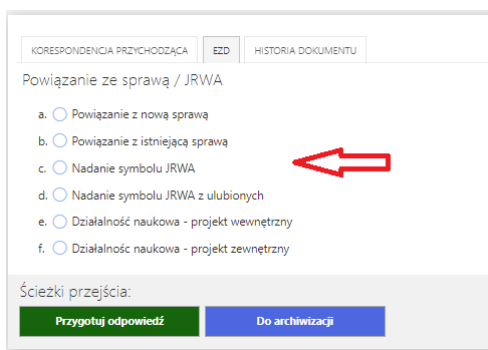 KORESPONDENCJA PRZYCHODZĄCA EZD HISTORIA DOKUMENTU
Powiązanie ze sprawą / JRWA
a. Powiązanie z nową sprawą
b. Powiązanie z istniejącą sprawą
c. Nadanie symbolu JRWA
d. Nadanie symbolu JRWA z ulubionych
e. Działalność naukowa - projekt wewnętrzny
f. Działalnośc naukowa - projekt zewnętrzny
Ścieżki przejścia:
Przygotuj odpowiedź Do archiwizacji